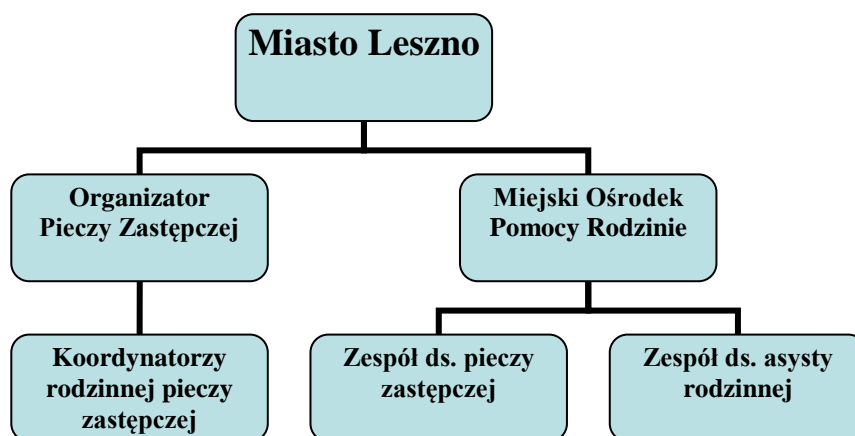 Miasto Leszno
Organizator
Pieczy Zastępczej
Miejski Ośrodek
Pomocy Rodzinie
Koordynatorzy
rodzinnej pieczy
zastępczej
Zespół ds. pieczy
zastępczej
Zespół ds. asysty
rodzinnej